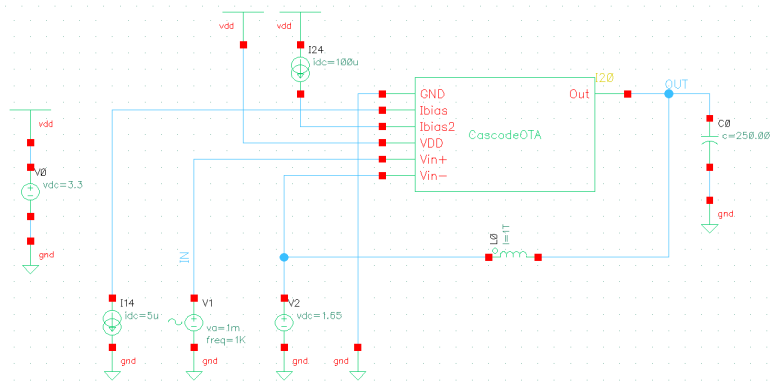 vdd
vdd
I24
idc=100u
I20
GND
Out
OUT
Ibias
Ibias2
CascodeOTA
VDD
Vin+
Vin-
C0
c=250.00
gnd
vdd
V0
vdc=3.3
gnd
L0
l=1T
IN
I14
idc=5u
gnd
V1
va=1m
freq=1K
gnd
V2
vdc=1.65
gnd
gnd